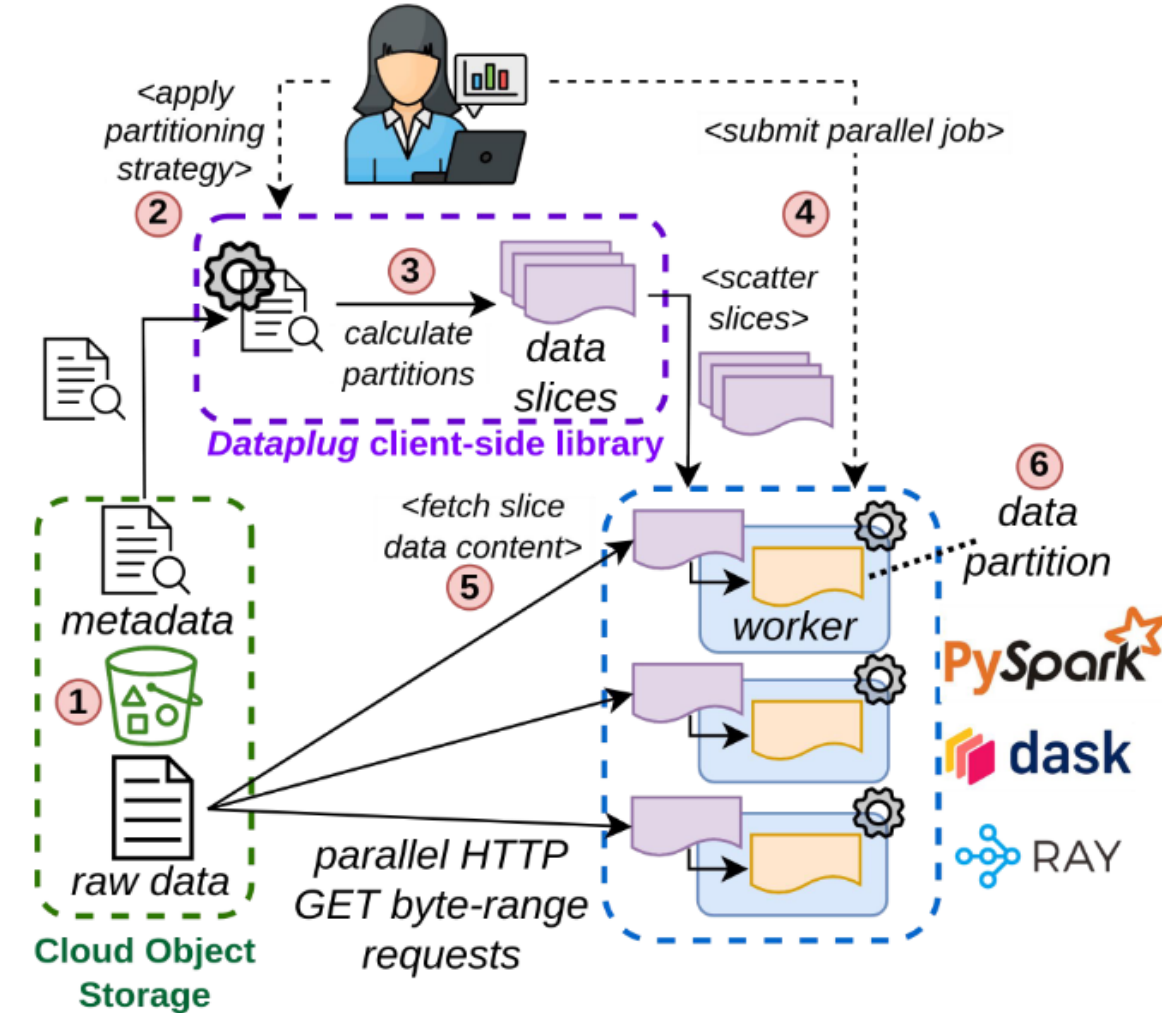 <apply
partitioning
strategy>
2
<submit parallel job>
4
3
calculate
partitions
data
slices
<scatter
slices>
Dataplug client-side library
metadata
1
raw data
Cloud Object
Storage
<fetch slice
data content>
5
parallel HTTP
GET byte-range
requests
worker
6
data
partition
PySpark
dask
RAY